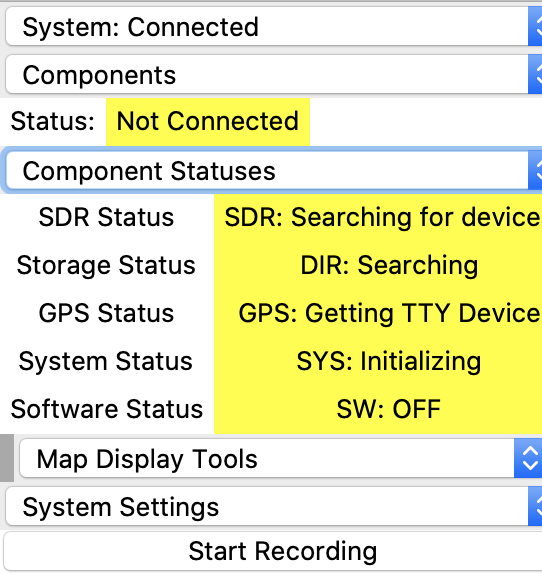 System: Connected
Components
Status: Not Connected
Component Statuses
SDR Status SDR: Searching for device
Storage Status DIR: Searching
GPS Status GPS: Getting TTY Device
System Status SYS: Initializing
Software Status SW: OFF
Map Display Tools
System Settings
Start Recording